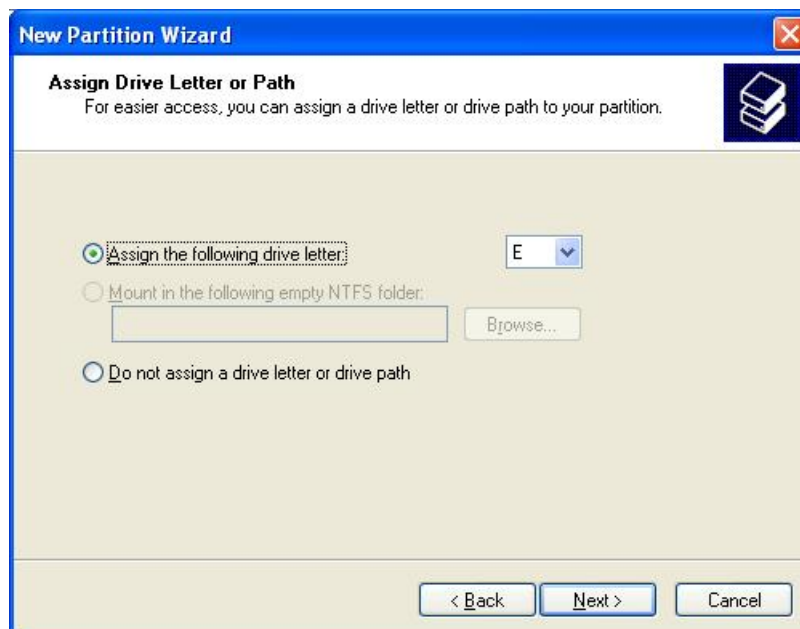 New Partition Wizard
Assign Drive Letter or Path
For easier access, you can assign a drive letter or drive path to your partition.
Assign the following drive letter: E
Mount in the following empty NTFS folder:
Browse...
Do not assign a drive letter or drive path
< Back Next > Cancel